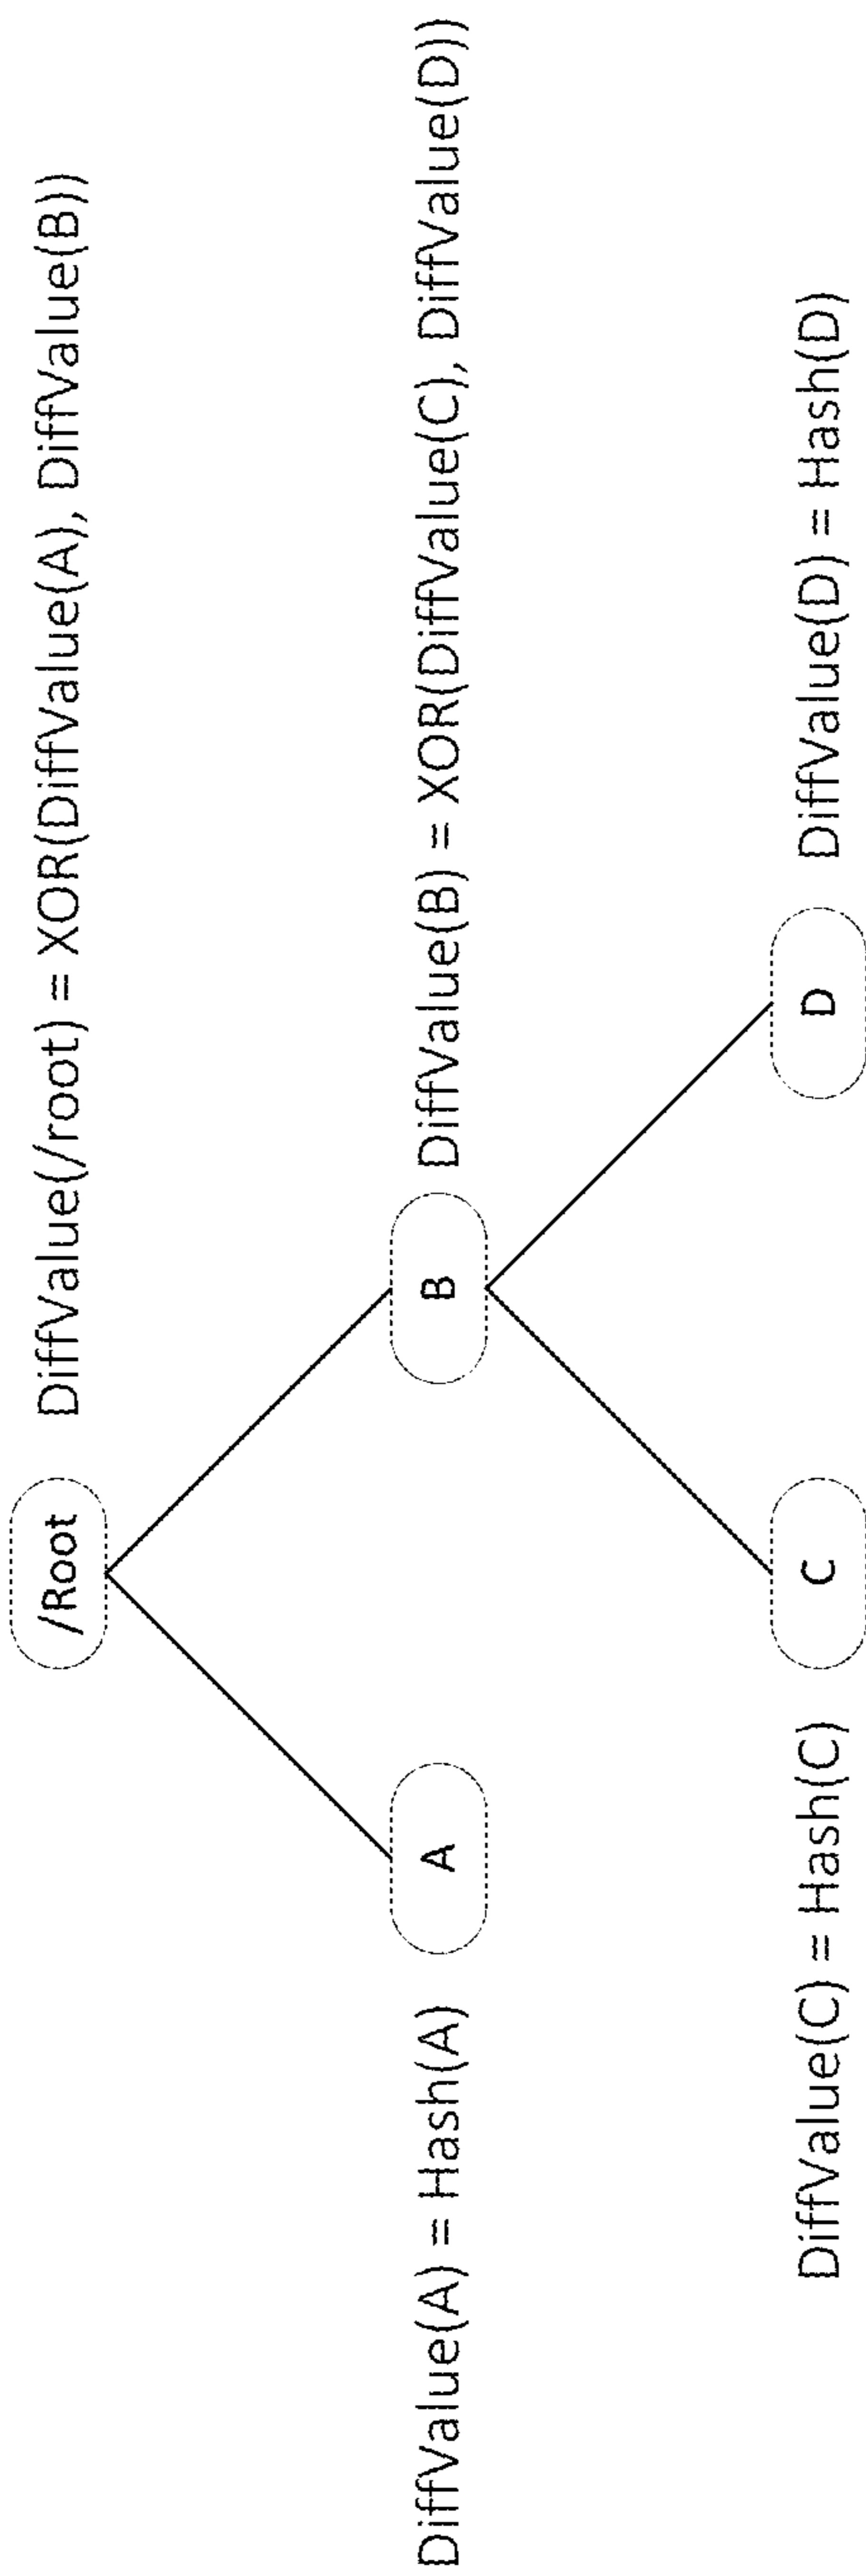 /Root
DiffValue(/root) = XOR(DiffValue(A), DiffValue(B))
DiffValue(A) = Hash(A)
A
B
DiffValue(B) = XOR(DiffValue(C), DiffValue(D))
DiffValue(C) = Hash(C)
C
D
DiffValue(D) = Hash(D)